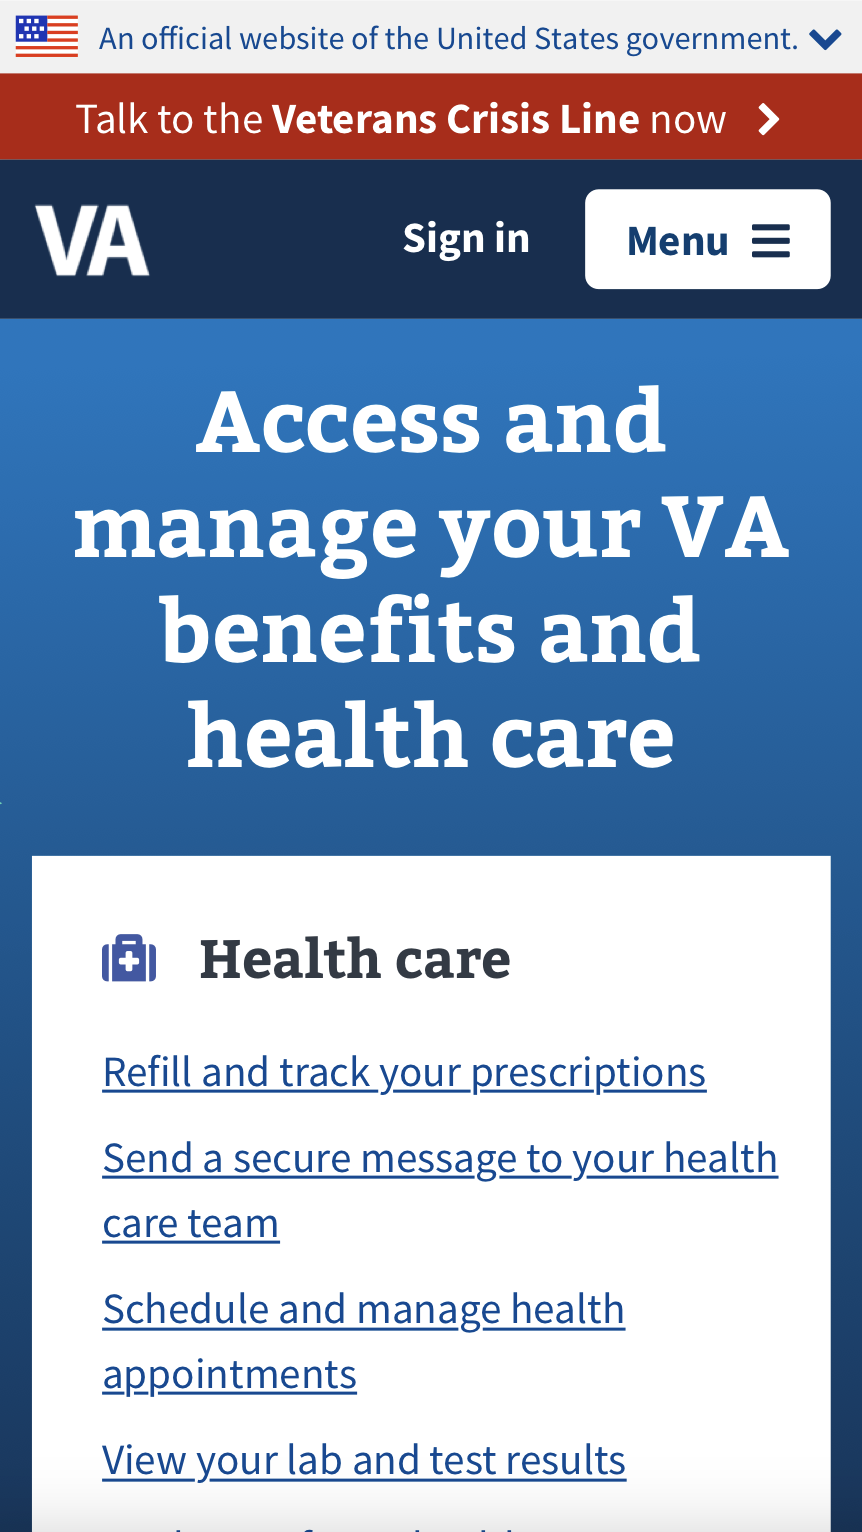 An official website of the United States government.
Talk to the Veterans Crisis Line now
VA
Sign in
Menu
Access and
manage your VA
benefits and
health care
Health care
Refill and track your prescriptions
Send a secure message to your health
care team
Schedule and manage health
appointments
View your lab and test results